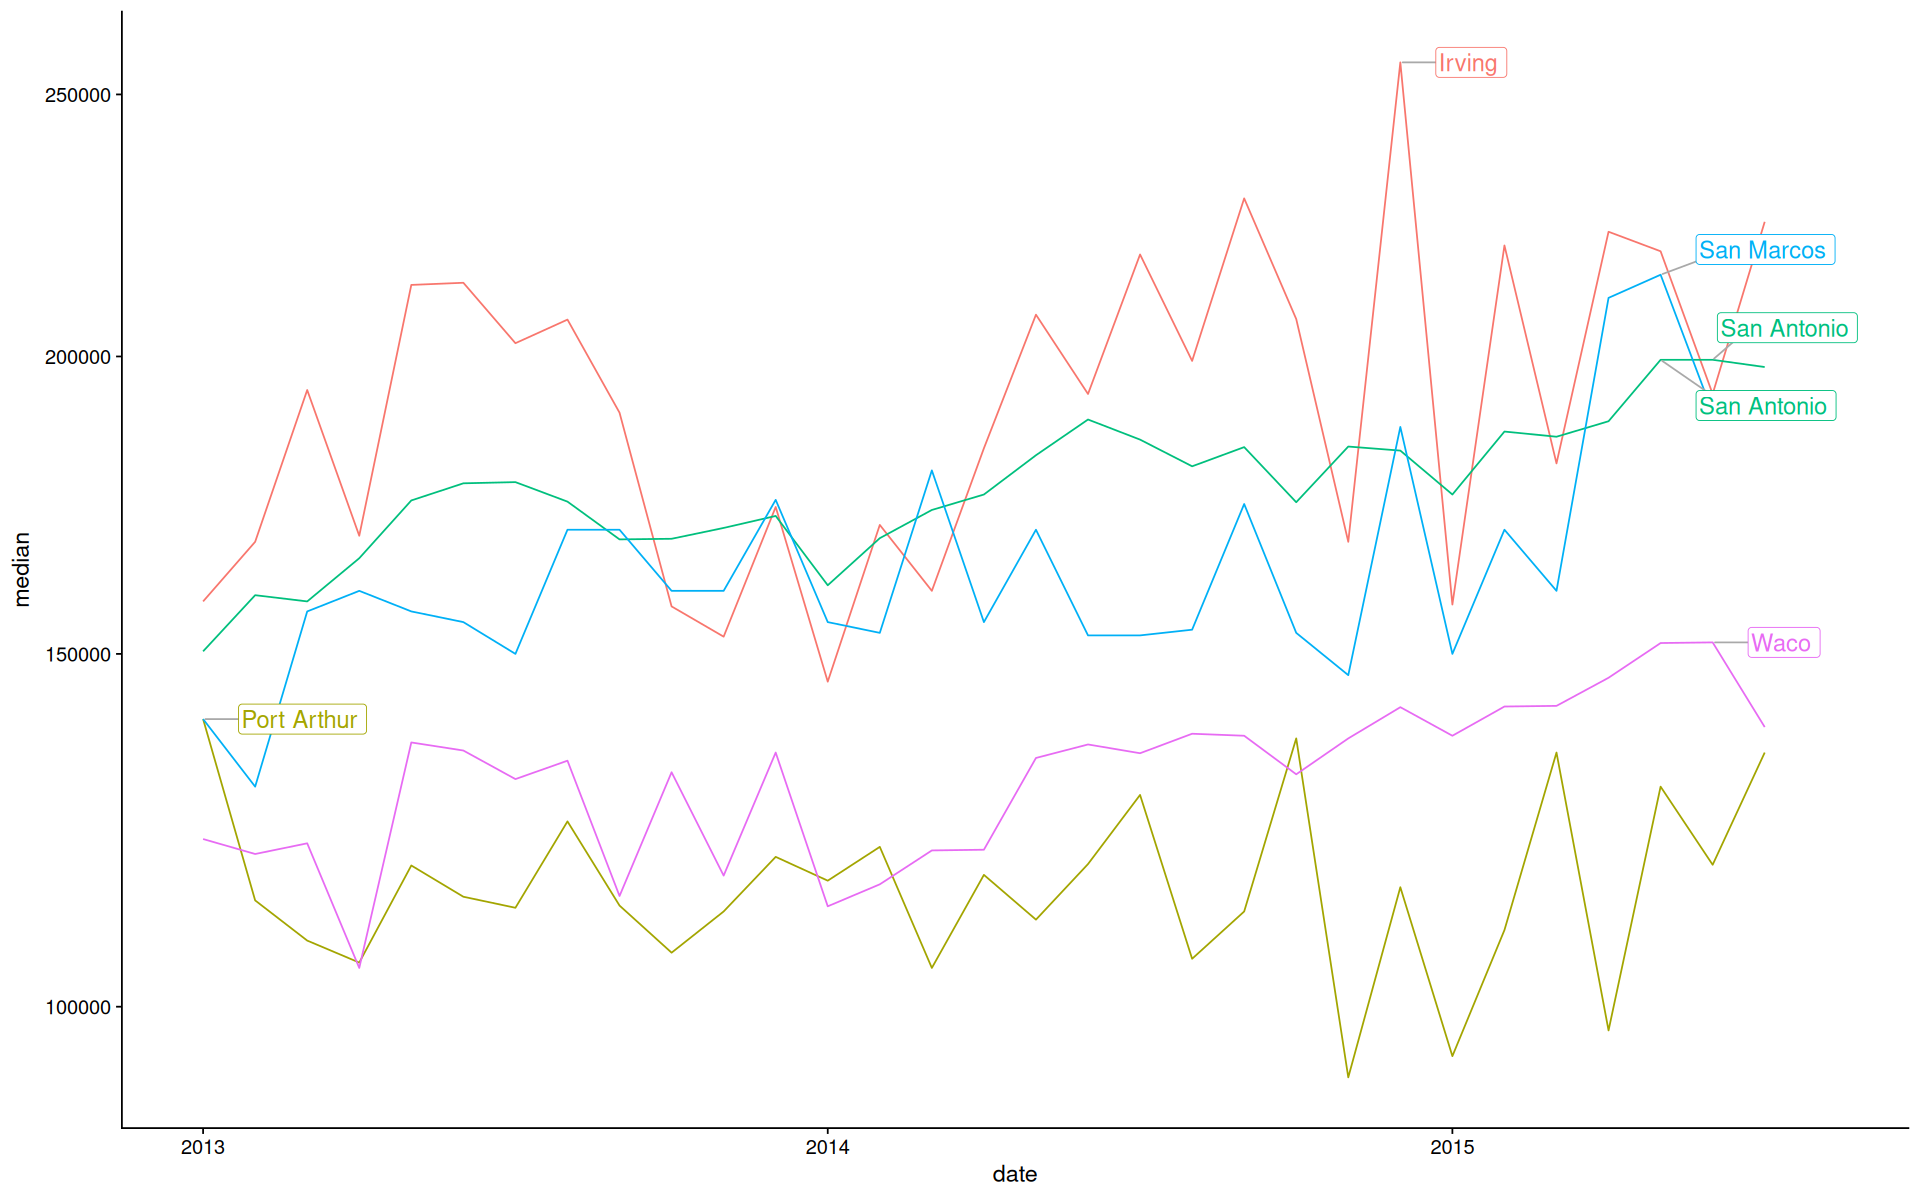 Irving
250000
San Marcos
San Antonio
200000
San Antonio
median
150000
Waco
Port Arthur
100000
2013
2014
2015
date